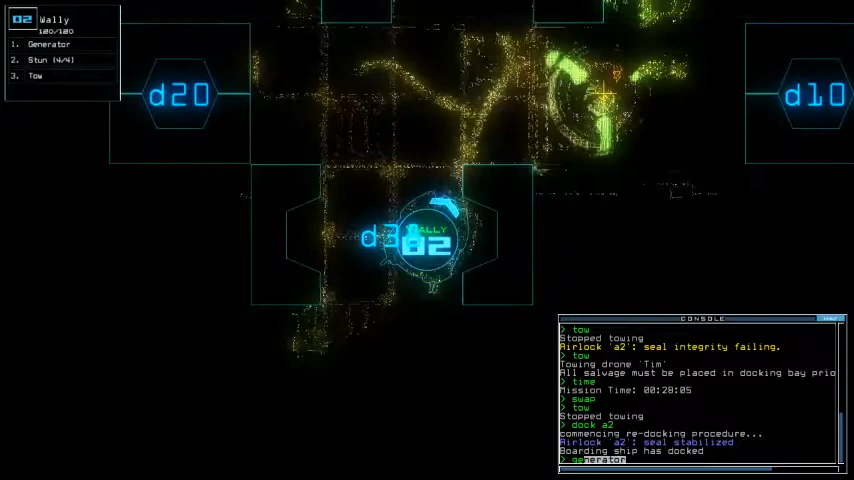 02 Wally
120/120
1. Generator
2. Stun (4/4)
3. Tow
d20
d10
d38
WALLY
02
CONSOLE
> tow
Stopped towing
Airlock 'a2': seal integrity failing.
> tow
Towing drone 'Tim'
All salvage must be placed in docking bay prio
> time
Mission Time: 00:28:05
> swap
> tow
Stopped towing
> dock a2
commencing re-docking procedure...
Airlock 'a2': seal stabilized
Boarding ship has docked
> generator